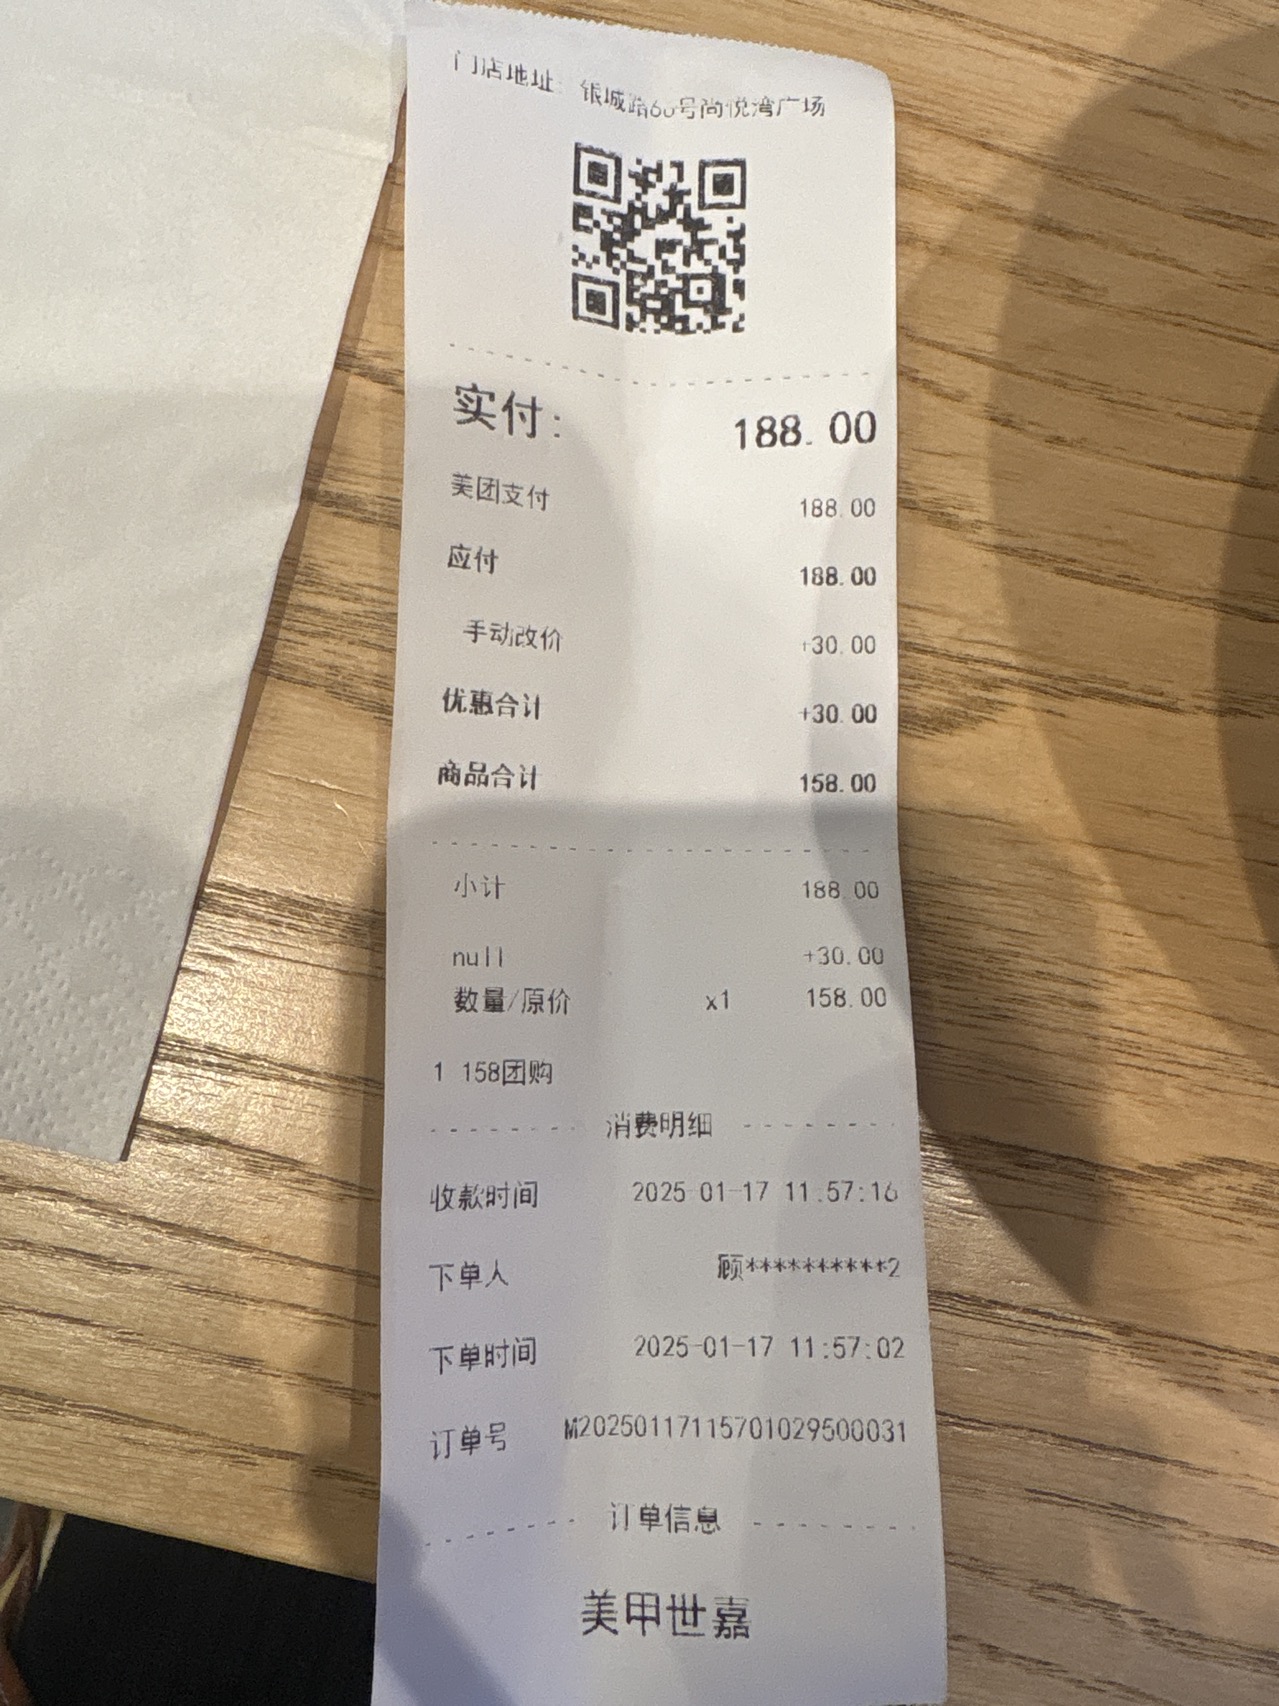 门店地址：银城路号尚悦湾广场
实付： 188.00
美团支付 188.00
应付 188.00
手动改价 +30.00
优惠合计 +30.00
商品合计 158.00
小计 188.00
null +30.00
数量/原价 x1 158.00
1 158团购
消费明细
收款时间 2025-01-17 11:57:16
下单人 顾**********2
下单时间 2025-01-17 11:57:02
订单号 M2025011711570102950031
订单信息
美甲世嘉